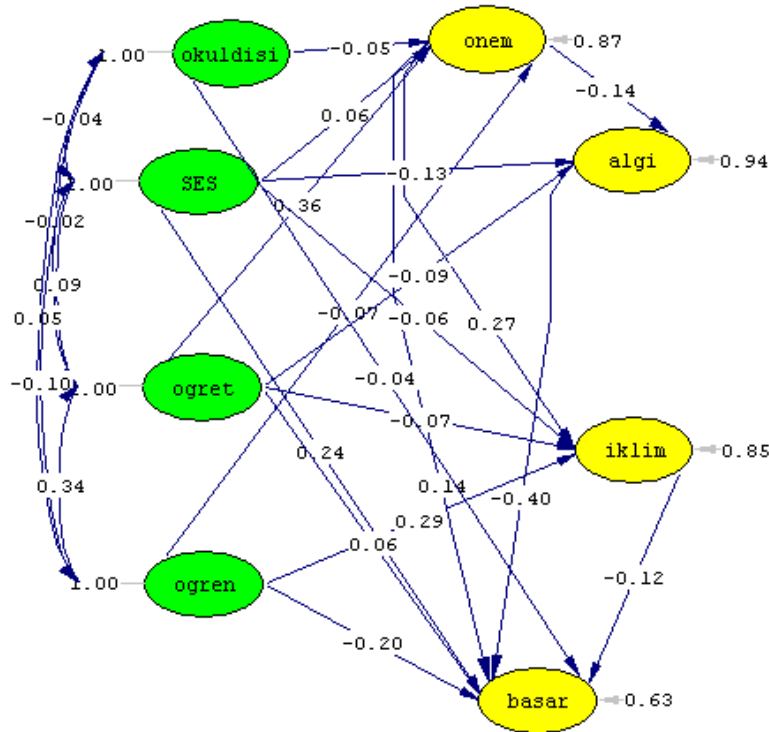 1.00 okuldisi -0.05 onem 0.87
-0.04 0.06 -0.14
1.00 SES -0.13 algi 0.94
0.36
-0.02
0.09 -0.09
0.05 -0.07 -0.06 0.27
-0.10 1.00 ogret -0.04
-0.07
0.24 iklim 0.85
0.34 0.14 -0.40
0.29
0.06
1.00 ogren -0.12
-0.20
basar 0.63